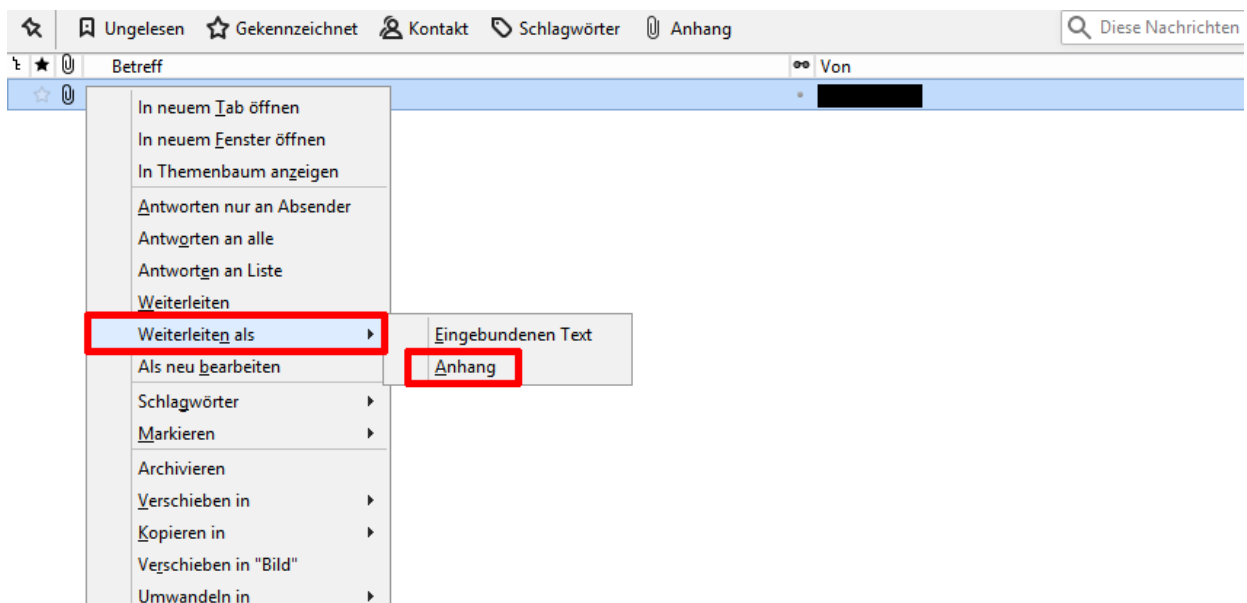 Ungelesen Gekennzeichnet Kontakt Schlagwörter Anhang Diese Nachrichten
Betreff Von
In neuem Tab öffnen
In neuem Fenster öffnen
In Themenbaum anzeigen
Antworten nur an Absender
Antworten an alle
Antworten an Liste
Weiterleiten
Weiterleiten als Eingebundenen Text
Als neu bearbeiten Anhang
Schlagwörter
Markieren
Archivieren
Verschieben in
Kopieren in
Verschieben in "Bild"
Umwandeln in